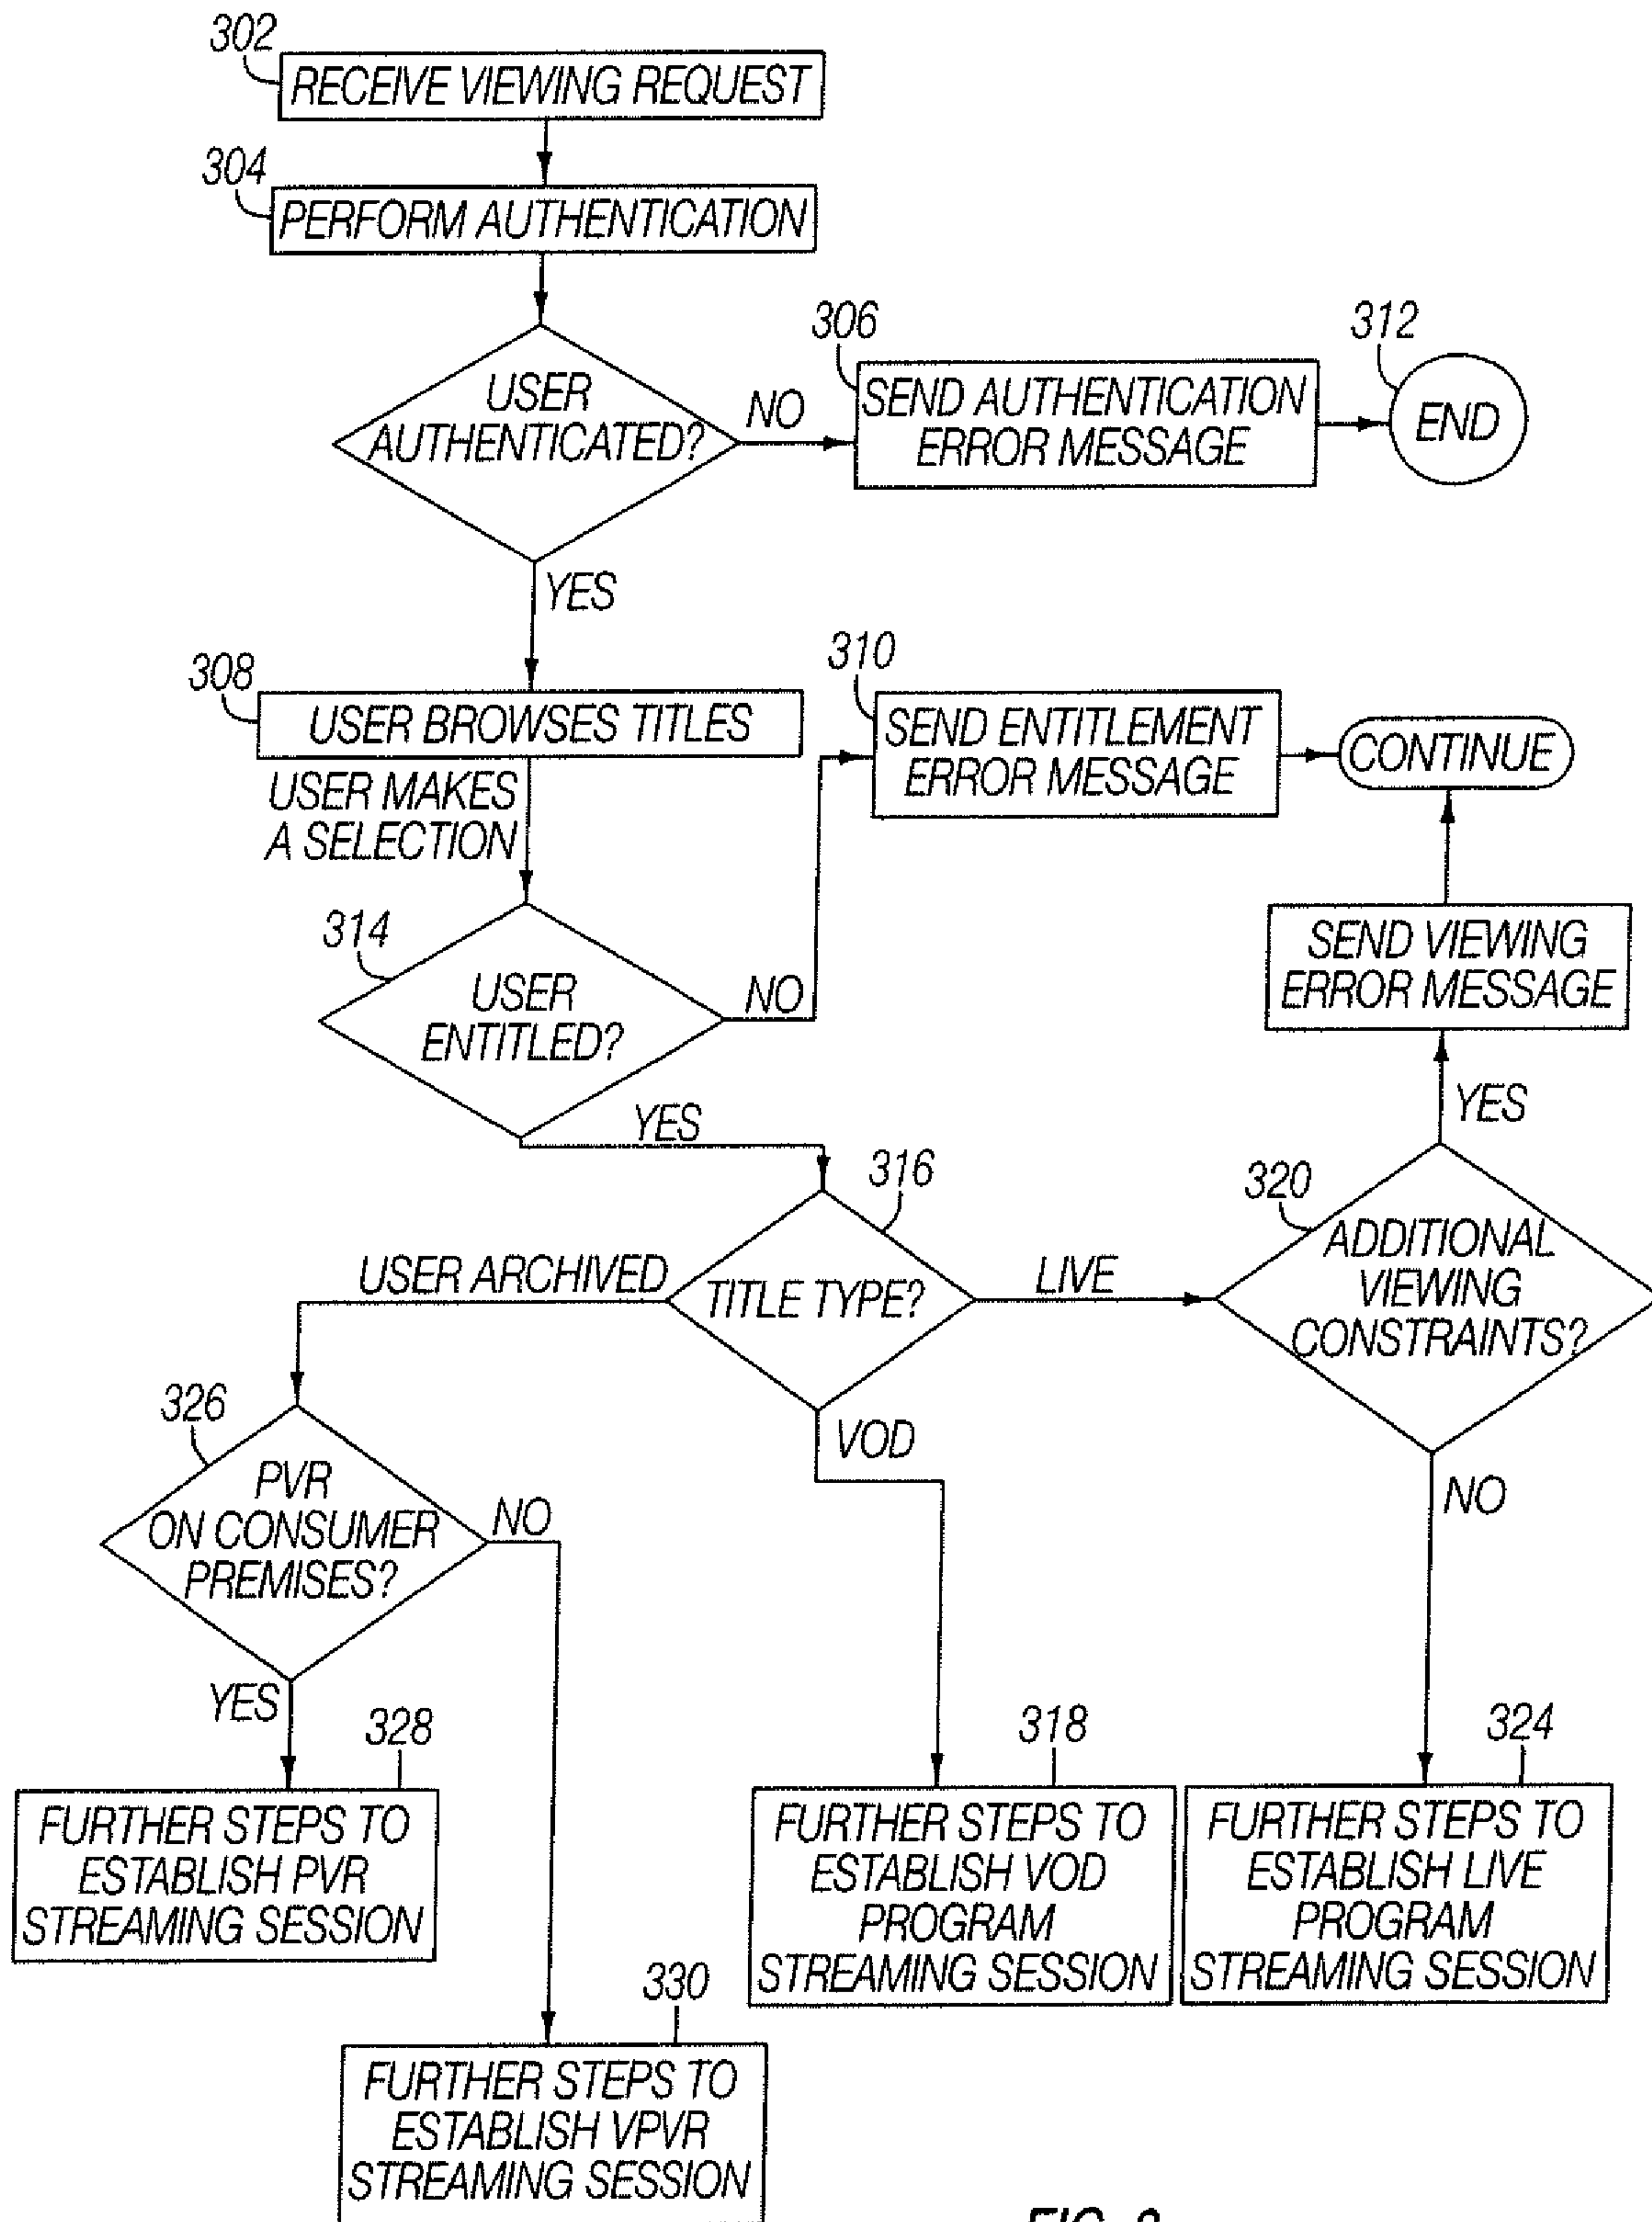 302
RECEIVE VIEWING REQUEST
304
PERFORM AUTHENTICATION
USER
AUTHENTICATED?
NO
306
SEND AUTHENTICATION
ERROR MESSAGE
312
END
YES
308
USER BROWSES TITLES
USER MAKES
A SELECTION
310
SEND ENTITLEMENT
ERROR MESSAGE
CONTINUE
314
USER
ENTITLED?
NO
SEND VIEWING
ERROR MESSAGE
YES
YES
316
TITLE TYPE?
USER ARCHIVED
LIVE
VOD
320
ADDITIONAL
VIEWING
CONSTRAINTS?
NO
326
PVR
ON CONSUMER
PREMISES?
NO
YES
328
FURTHER STEPS TO
ESTABLISH PVR
STREAMING SESSION
318
FURTHER STEPS TO
ESTABLISH VOD
PROGRAM
STREAMING SESSION
324
FURTHER STEPS TO
ESTABLISH LIVE
PROGRAM
STREAMING SESSION
330
FURTHER STEPS TO
ESTABLISH VPVR
STREAMING SESSION